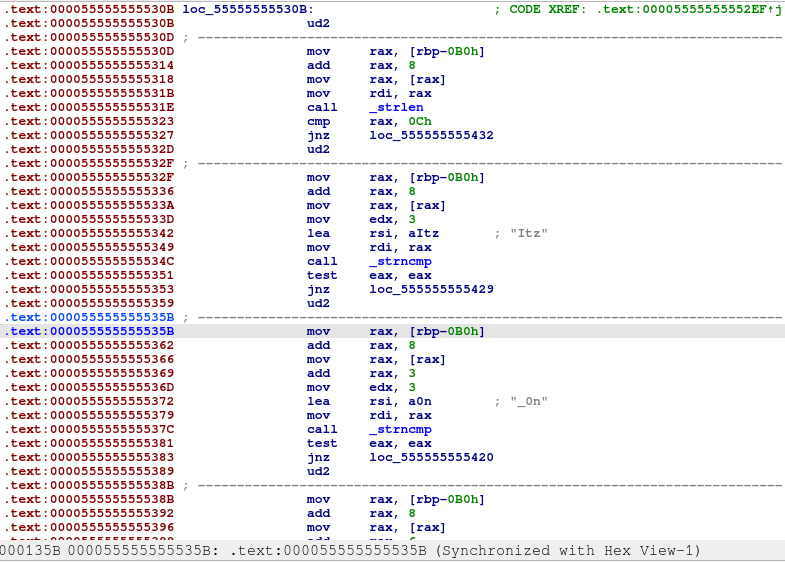 .text:000055555555530B loc_55555555530B: ; CODE XREF: .text:00005555555552EF↑j
.text:000055555555530B ud2
.text:000055555555530D ; ---------------------------------------------------------------------------
.text:000055555555530D mov rax, [rbp-0B0h]
.text:0000555555555314 add rax, 8
.text:0000555555555318 mov rax, [rax]
.text:000055555555531B mov rdi, rax
.text:000055555555531E call _strlen
.text:0000555555555323 cmp rax, 0Ch
.text:0000555555555327 jnz loc_555555555432
.text:000055555555532D ud2
.text:000055555555532F ; ---------------------------------------------------------------------------
.text:000055555555532F mov rax, [rbp-0B0h]
.text:0000555555555336 add rax, 8
.text:000055555555533A mov rax, [rax]
.text:000055555555533D mov edx, 3
.text:0000555555555342 lea rsi, aItz ; "Itz"
.text:0000555555555349 mov rdi, rax
.text:000055555555534C call _strncmp
.text:0000555555555351 test eax, eax
.text:0000555555555353 jnz loc_555555555429
.text:0000555555555359 ud2
.text:000055555555535B ; ---------------------------------------------------------------------------
.text:000055555555535B mov rax, [rbp-0B0h]
.text:0000555555555362 add rax, 8
.text:0000555555555366 mov rax, [rax]
.text:0000555555555369 add rax, 3
.text:000055555555536D mov edx, 3
.text:0000555555555372 lea rsi, a0n ; "_0n"
.text:0000555555555379 mov rdi, rax
.text:000055555555537C call _strncmp
.text:0000555555555381 test eax, eax
.text:0000555555555383 jnz loc_555555555420
.text:0000555555555389 ud2
.text:000055555555538B ; ---------------------------------------------------------------------------
.text:000055555555538B mov rax, [rbp-0B0h]
.text:0000555555555392 add rax, 8
.text:0000555555555396 mov rax, [rax]
000135B 000055555555535B: .text:000055555555535B (Synchronized with Hex View-1)